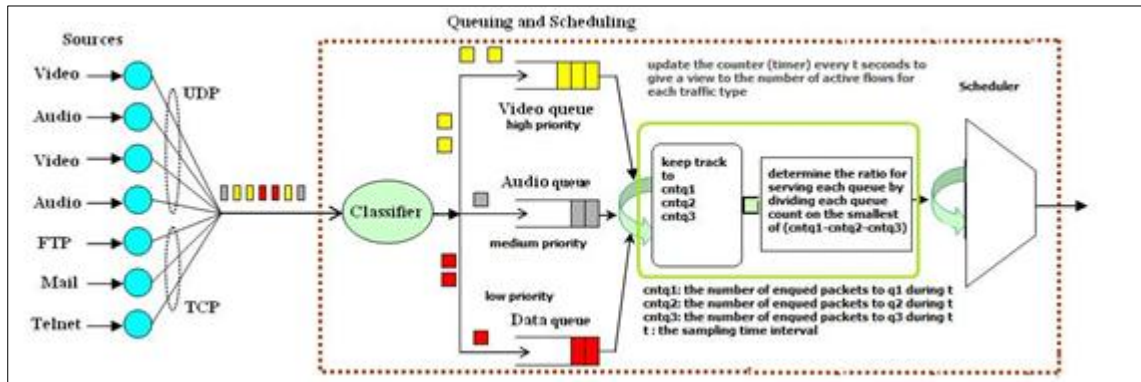 Queuing and Scheduling
Sources
Video
Audio
Video
Audio
FTP
Mail
Telnet
UDP
TCP
Classifier
Video queue
high priority
Audio queue
medium priority
low priority
Data queue
update the counter (timer) every t seconds to
give a view to the number of active flows for
each traffic type
keep track
to
cntq1
cntq2
cntq3
determine the ratio for
serving each queue by
dividing each queue
count on the smallest
of (cntq1-cntq2-cntq3)
Scheduler
cntq1: the number of enqued packets to q1 during t
cntq2: the number of enqued packets to q2 during t
cntq3: the number of enqued packets to q3 during t
t : the sampling time interval